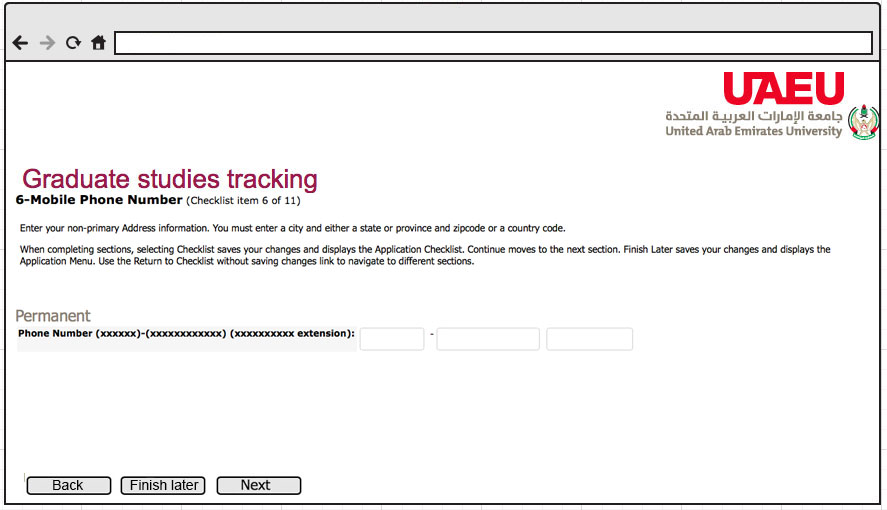 UAEU
جامعة الإمارات العربية المتحدة
United Arab Emirates University
Graduate studies tracking
6-Mobile Phone Number (Checklist item 6 of 11)
Enter your non-primary Address information. You must enter a city and either a state or province and zipcode or a country code.
When completing sections, selecting Checklist saves your changes and displays the Application Checklist. Continue moves to the next section. Finish Later saves your changes and displays the
Application Menu. Use the Return to Checklist without saving changes link to navigate to different sections.
Permanent
Phone Number (xxxxxx)-(xxxxxxxxxxxx) (xxxxxxxxxx extension): -
Back Finish later Next